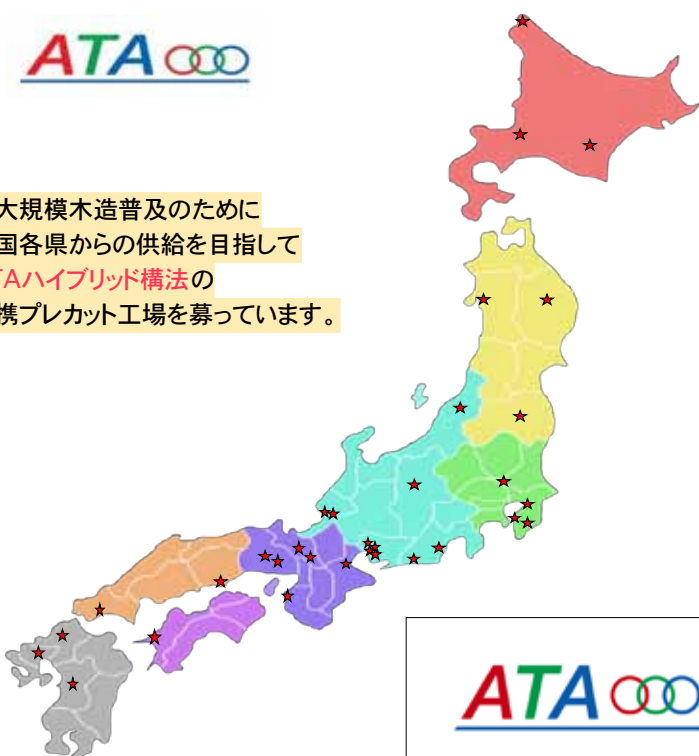 ATA
大規模木造普及のために
国各県からの供給を目指して
TAハイブリッド構法の
携プレカット工場を募っています。
ATA